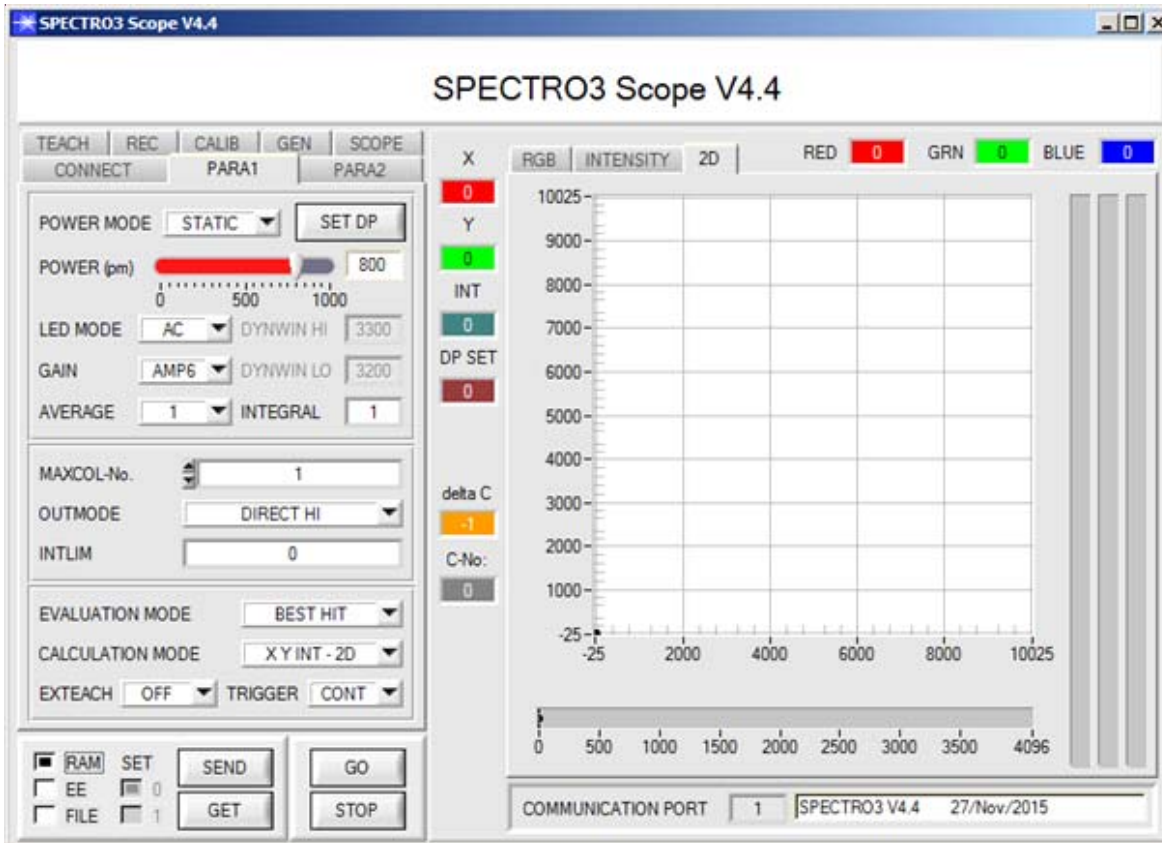 SPECTRO3 Scope V4.4
SPECTRO3 Scope V4.4
TEACH REC CALIB GEN SCOPE
CONNECT PARA1 PARA2
POWER MODE STATIC SET DP
POWER (pm) 800
0 500 1000
LED MODE AC DYNWIN HI 3300
GAIN AMP6 DYNWIN LO 3200
AVERAGE 1 INTEGRAL 1
MAXCOL-No. 1
OUTMODE DIRECT HI
INTLIM 0
EVALUATION MODE BEST HIT
CALCULATION MODE X Y INT - 2D
EXTEACH OFF TRIGGER CONT
RAM SET SEND GO
EE 0
FILE 1 GET STOP
X
0
Y
0
INT
0
DP SET
0
delta C
-1
C-No:
0
RGB INTENSITY 2D RED 0 GRN 0 BLUE 0
10025
9000
8000
7000
6000
5000
4000
3000
2000
1000
-25
-25 2000 4000 6000 8000 10025
0 500 1000 1500 2000 2500 3000 3500 4096
COMMUNICATION PORT 1 SPECTRO3 V4.4 27/Nov/2015